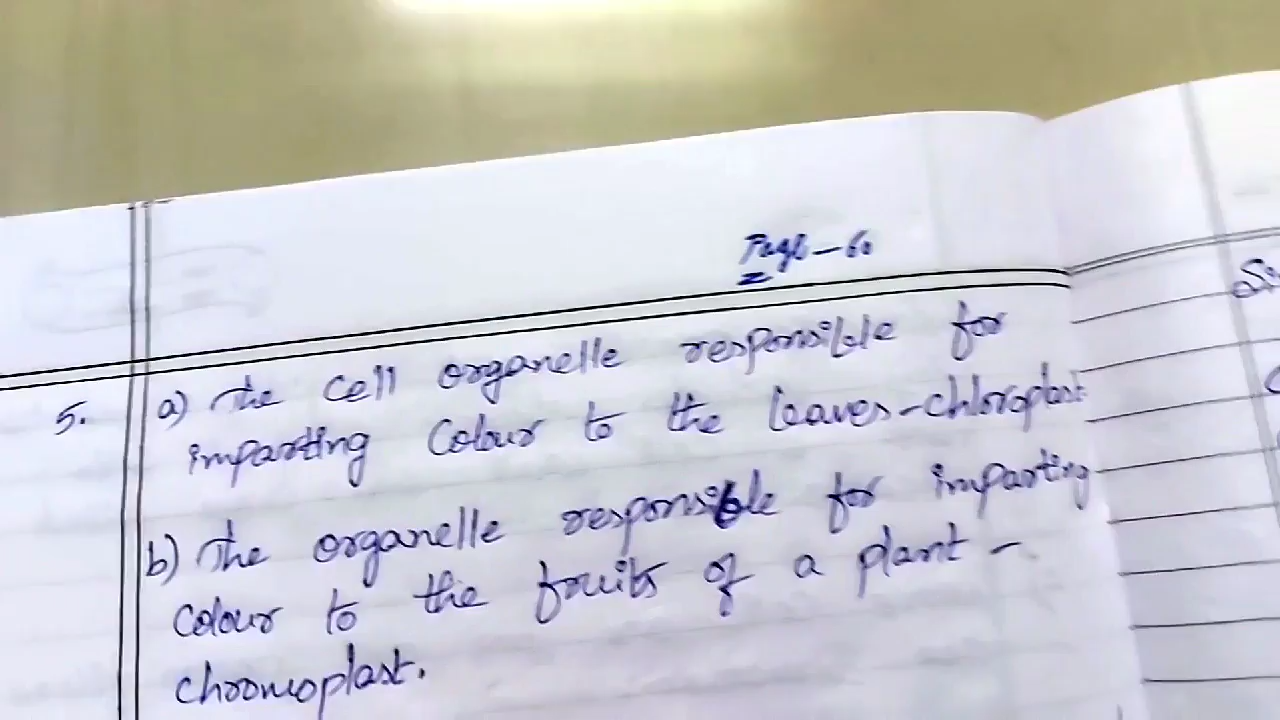 Page-60
5. a) The cell organelle responsible for
imparting Colour to the leaves-chloroplast
b) The organelle responsible for imparting
colour to the fruits of a plant -
chromoplast.